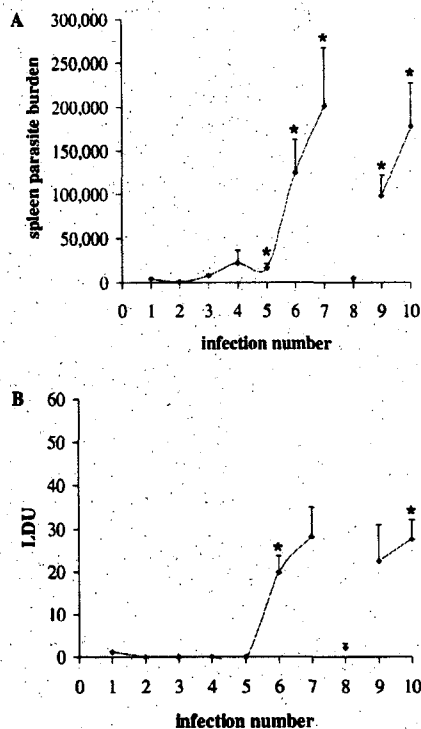 A
300,000
250,000
200,000
150,000
100,000
50,000
0
spleen parasite burden
* * * * *
0 1 2 3 4 5 6 7 8 9 10
infection number
B
60
50
40
30
20
10
0
LDU
* *
0 1 2 3 4 5 6 7 8 9 10
infection number